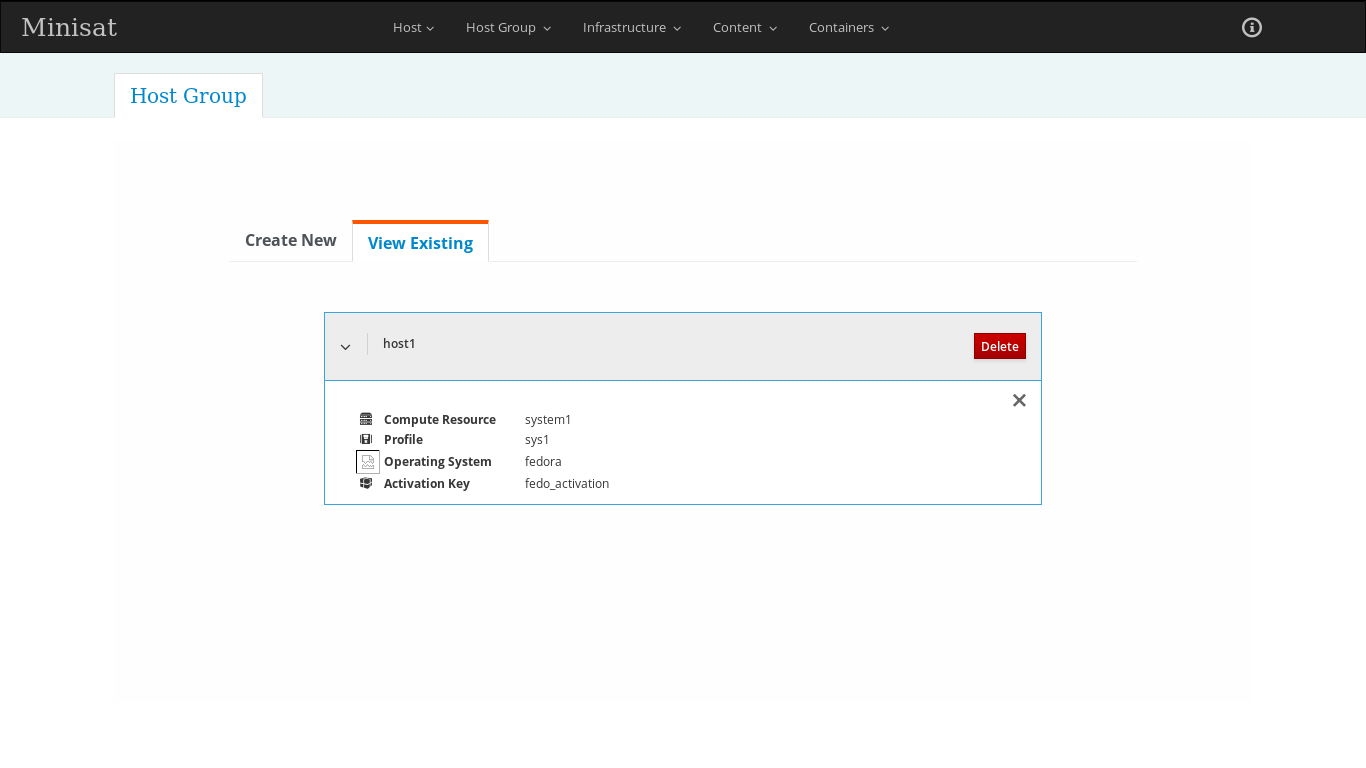 Minisat Host Host Group Infrastructure Content Containers
Host Group
Create New View Existing
host1 Delete
Compute Resource system1
Profile sys1
Operating System fedora
Activation Key fedo_activation